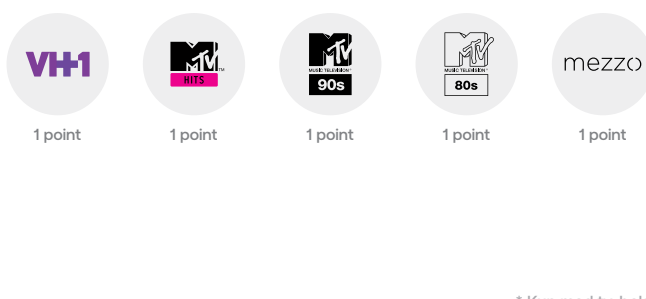 VH1
MTV
HITS
MTV
MUSIC TELEVISION
90s
MTV
MUSIC TELEVISION
80s
mezzo
1 point
1 point
1 point
1 point
1 point